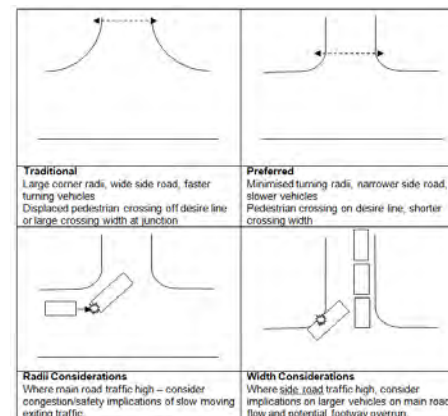 Traditional
Large corner radii, wide side road, faster
turning vehicles
Displaced pedestrian crossing off desire line
or large crossing width at junction
Preferred
Minimised turning radii, narrower side road,
slower vehicles
Pedestrian crossing on desire line, shorter
crossing width
Radii Considerations
Where main road traffic high – consider
congestion/safety implications of slow moving
exiting traffic.
Width Considerations
Where side road traffic high, consider
implications on larger vehicles on main road
flow and potential footway overrun.